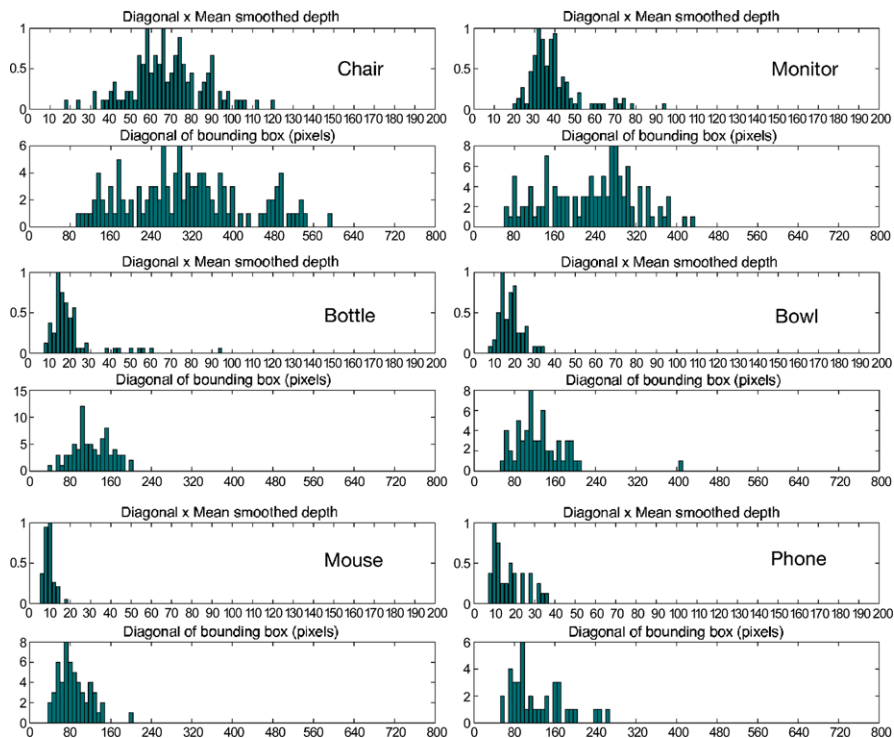 Diagonal x Mean smoothed depth
1
0.5
0
Chair
0 10 20 30 40 50 60 70 80 90 100 110 120 130 140 150 160 170 180 190 200
Diagonal of bounding box (pixels)
6
4
2
0
0 80 160 240 320 400 480 560 640 720 800
Diagonal x Mean smoothed depth
1
0.5
0
Monitor
0 10 20 30 40 50 60 70 80 90 100 110 120 130 140 150 160 170 180 190 200
Diagonal of bounding box (pixels)
8
6
4
2
0
0 80 160 240 320 400 480 560 640 720 800
Diagonal x Mean smoothed depth
1
0.5
0
Bottle
0 10 20 30 40 50 60 70 80 90 100 110 120 130 140 150 160 170 180 190 200
Diagonal of bounding box (pixels)
15
10
5
0
0 80 160 240 320 400 480 560 640 720 800
Diagonal x Mean smoothed depth
1
0.5
0
Bowl
0 10 20 30 40 50 60 70 80 90 100 110 120 130 140 150 160 170 180 190 200
Diagonal of bounding box (pixels)
8
6
4
2
0
0 80 160 240 320 400 480 560 640 720 800
Diagonal x Mean smoothed depth
1
0.5
0
Mouse
0 10 20 30 40 50 60 70 80 90 100 110 120 130 140 150 160 170 180 190 200
Diagonal of bounding box (pixels)
8
6
4
2
0
0 80 160 240 320 400 480 560 640 720 800
Diagonal x Mean smoothed depth
1
0.5
0
Phone
0 10 20 30 40 50 60 70 80 90 100 110 120 130 140 150 160 170 180 190 200
Diagonal of bounding box (pixels)
6
4
2
0
0 80 160 240 320 400 480 560 640 720 800